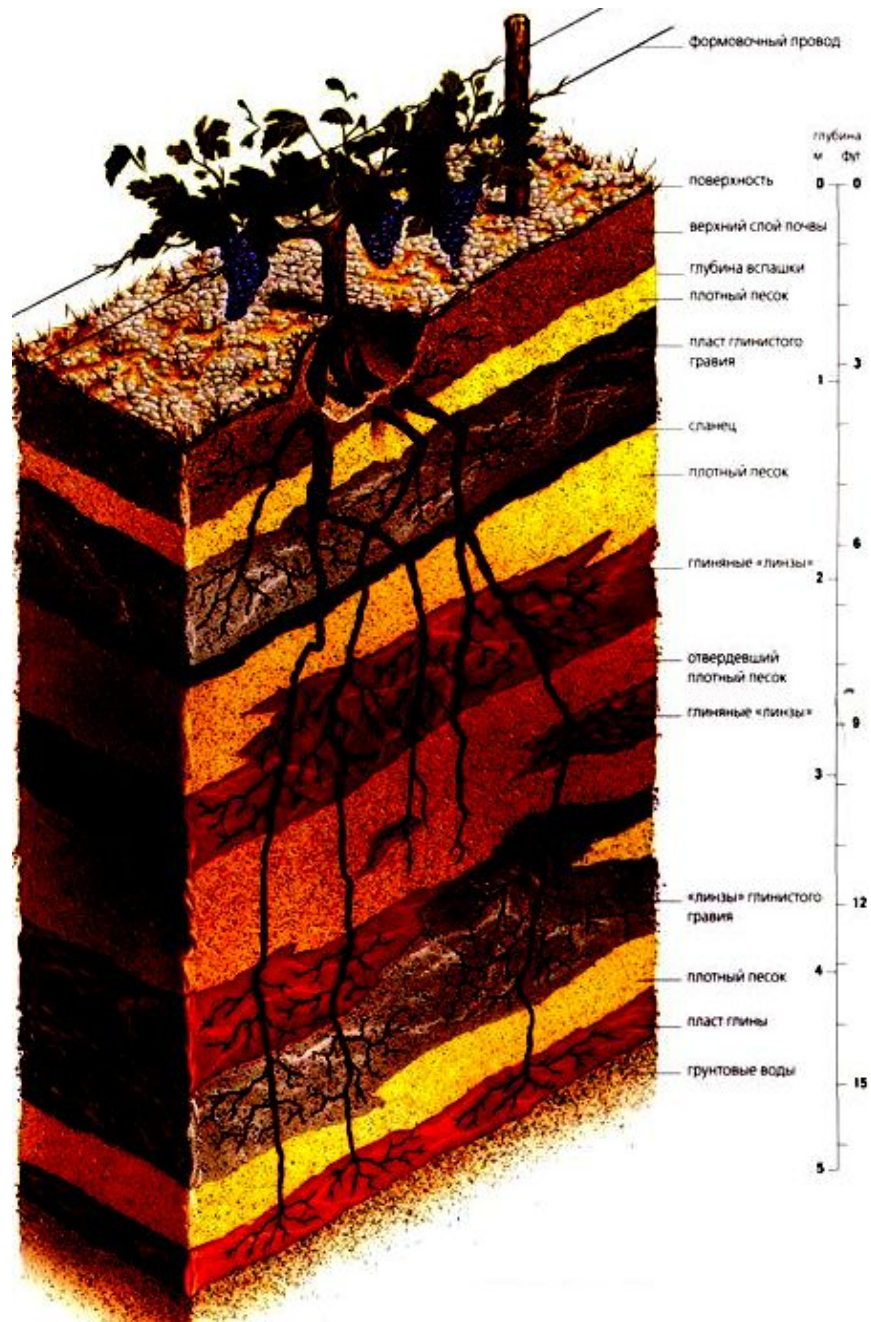 формовочный провод
глубина
м фут
0 0
поверхность
верхний слой почвы
глубина вспашки
плотный песок
пласт глинистого
гравия
3
1
сланец
плотный песок
6
глиняные «линзы»
2
отвердевший
плотный песок
глиняные «линзы»
9
3
«линзы» глинистого
гравия
12
4
плотный песок
пласт глины
грунтовые воды
15
5